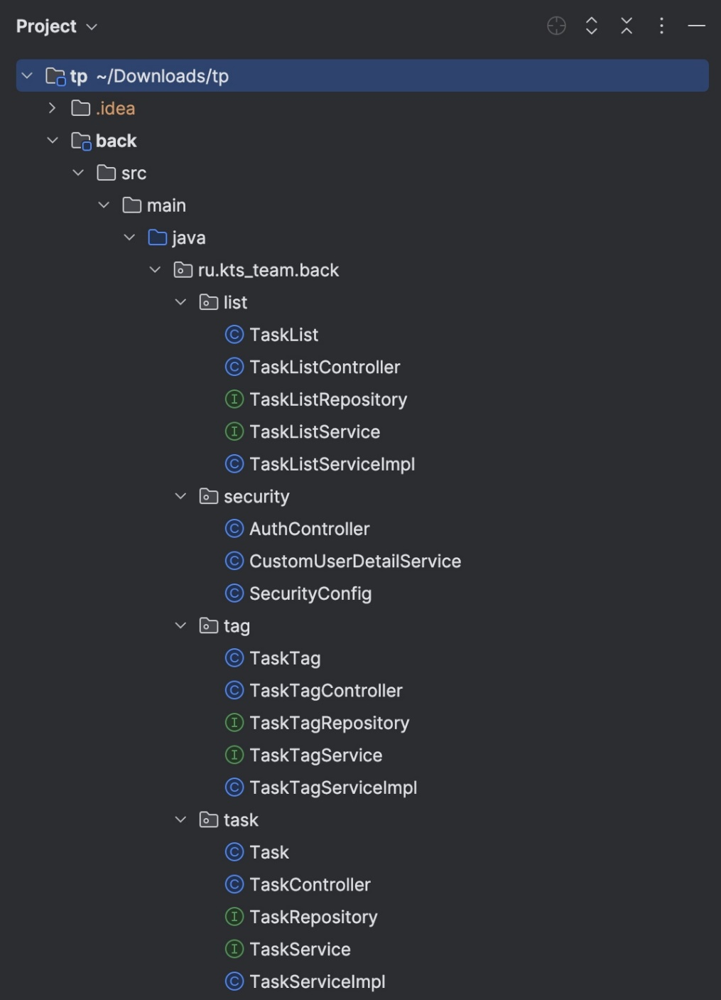 Project
tp ~/Downloads/tp
.idea
back
src
main
java
ru.kts_team.back
list
TaskList
TaskListController
TaskListRepository
TaskListService
TaskListServiceImpl
security
AuthController
CustomUserDetailService
SecurityConfig
tag
TaskTag
TaskTagController
TaskTagRepository
TaskTagService
TaskTagServiceImpl
task
Task
TaskController
TaskRepository
TaskService
TaskServiceImpl